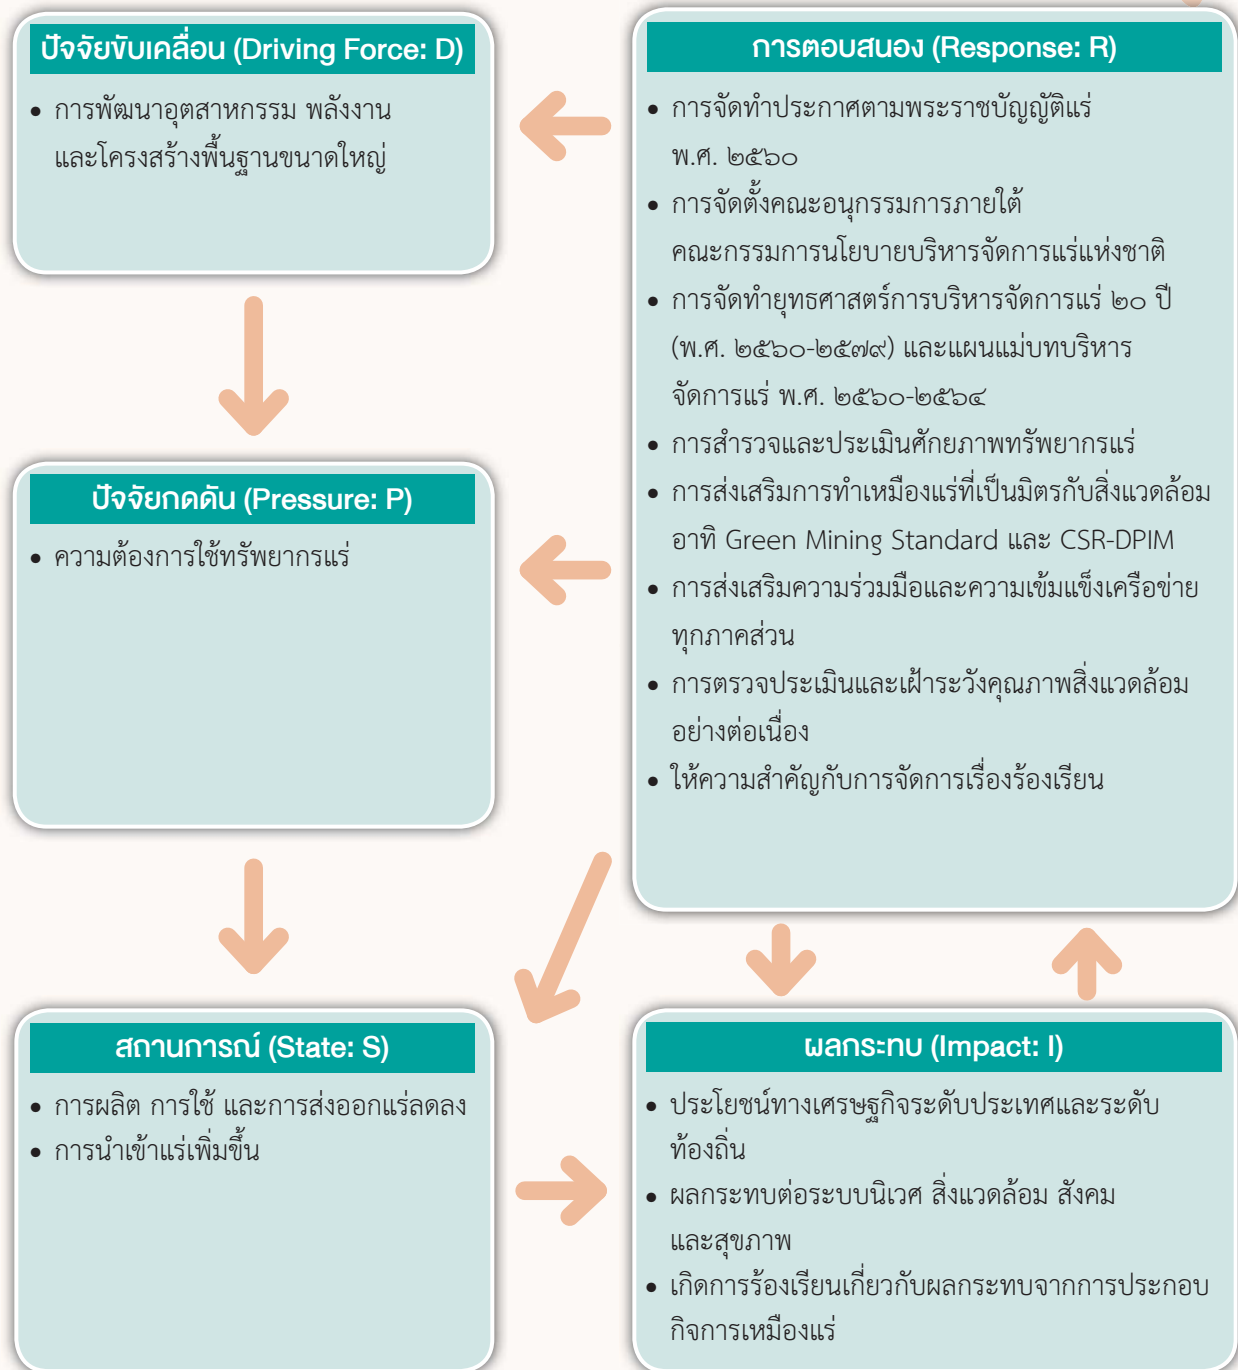 ปัจจัยขับเคลื่อน (Driving Force: D)
• การพัฒนาอุตสาหกรรม พลังงาน
และโครงสร้างพื้นฐานขนาดใหญ่
ปัจจัยกดดัน (Pressure: P)
• ความต้องการใช้ทรัพยากรแร่
สถานการณ์ (State: S)
• การผลิต การใช้ และการส่งออกแร่ลดลง
• การนำเข้าแร่เพิ่มขึ้น
การตอบสนอง (Response: R)
• การจัดทำประกาศตามพระราชบัญญัติแร่
พ.ศ. ๒๕๖๐
• การจัดตั้งคณะอนุกรรมการภายใต้
คณะกรรมการนโยบายบริหารจัดการแร่แห่งชาติ
• การจัดทำยุทธศาสตร์การบริหารจัดการแร่ ๒๐ ปี
(พ.ศ. ๒๕๖๐-๒๕๗๙) และแผนแม่บทบริหาร
จัดการแร่ พ.ศ. ๒๕๖๐-๒๕๖๔
• การสำรวจและประเมินศักยภาพทรัพยากรแร่
• การส่งเสริมการทำเหมืองแร่ที่เป็นมิตรกับสิ่งแวดล้อม
อาทิ Green Mining Standard และ CSR-DPIM
• การส่งเสริมความร่วมมือและความเข้มแข็งเครือข่าย
ทุกภาคส่วน
• การตรวจประเมินและเฝ้าระวังคุณภาพสิ่งแวดล้อม
อย่างต่อเนื่อง
• ให้ความสำคัญกับการจัดการเรื่องร้องเรียน
ผลกระทบ (Impact: I)
• ประโยชน์ทางเศรษฐกิจระดับประเทศและระดับ
ท้องถิ่น
• ผลกระทบต่อระบบนิเวศ สิ่งแวดล้อม สังคม
และสุขภาพ
• เกิดการร้องเรียนเกี่ยวกับผลกระทบจากการประกอบ
กิจการเหมืองแร่